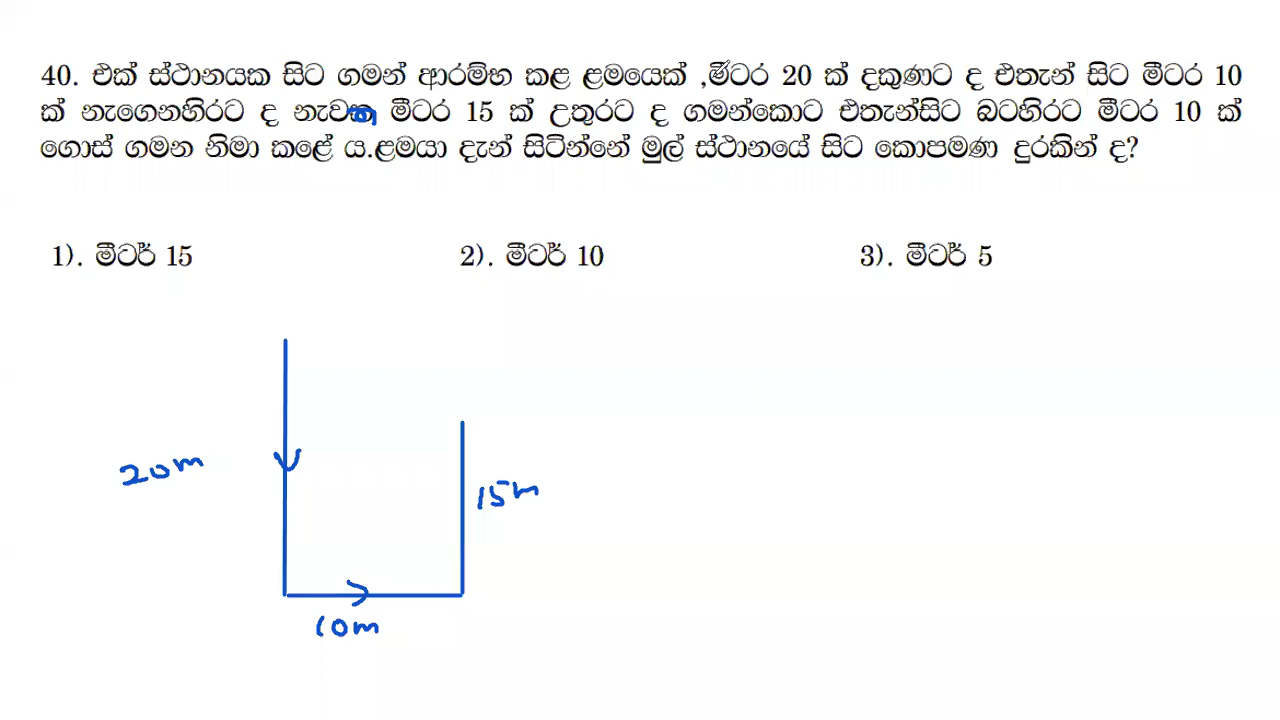 40. එක් ස්ථානයක සිට ගමන් ආරම්භ කළ ළමයෙක් ,මීටර 20 ක් දකුණට ද එතැන් සිට මීටර 10
ක් නැගෙනහිරට ද නැවත මීටර 15 ක් උතුරට ද ගමන්කොට එතැන්සිට බටහිරට මීටර 10 ක්
ගොස් ගමන නිමා කළේ ය.ළමයා දැන් සිටින්නේ මුල් ස්ථානයේ සිට කොපමණ දුරකින් ද?
1). මීටර් 15 2). මීටර් 10 3). මීටර් 5
20m
15m
10m